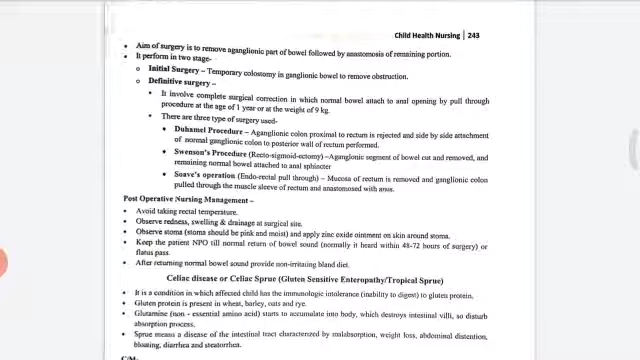 Child Health Nursing | 243
• Aim of surgery is to remove aganglionic part of bowel followed by anastomosis of remaining portion.
• It perform in two stage-
o Initial Surgery – Temporary colostomy in ganglionic bowel to remove obstruction.
o Definitive surgery –
▪ It involve complete surgical correction in which normal bowel attach to anal opening by pull through
procedure at the age of 1 year or at the weight of 9 kg.
▪ There are three type of surgery used-
• Duhamel Procedure – Aganglionic colon proximal to rectum is rejected and side by side attachment
of normal ganglionic colon to posterior wall of rectum performed.
• Swenson's Procedure (Recto-sigmoid-ectomy) –Aganglionic segment of bowel cut and removed, and
remaining normal bowel attached to anal sphincter
• Soave's operation (Endo-rectal pull through) – Mucosa of rectum is removed and ganglionic colon
pulled through the muscle sleeve of rectum and anastomosed with anus.
Post Operative Nursing Management –
• Avoid taking rectal temperature.
• Observe redness, swelling & drainage at surgical site.
• Observe stoma (stoma should be pink and moist) and apply zinc oxide ointment on skin around stoma.
• Keep the patient NPO till normal return of bowel sound (normally it heard within 48-72 hours of surgery) or
flatus pass.
• After returning normal bowel sound provide non-irritating bland diet.
Celiac disease or Celiac Sprue (Gluten Sensitive Enteropathy/Tropical Sprue)
• It is a condition in which affected child has the immunologic intolerance (inability to digest) to gluten protein.
• Gluten protein is present in wheat, barley, oats and rye.
• Glutamine (non – essential amino acid) starts to accumulate into body, which destroys intestinal villi, so disturb
absorption process.
• Sprue means a disease of the intestinal tract characterized by malabsorption, weight loss, abdominal distention,
bloating, diarrhea and steatorrhea.
C/M-